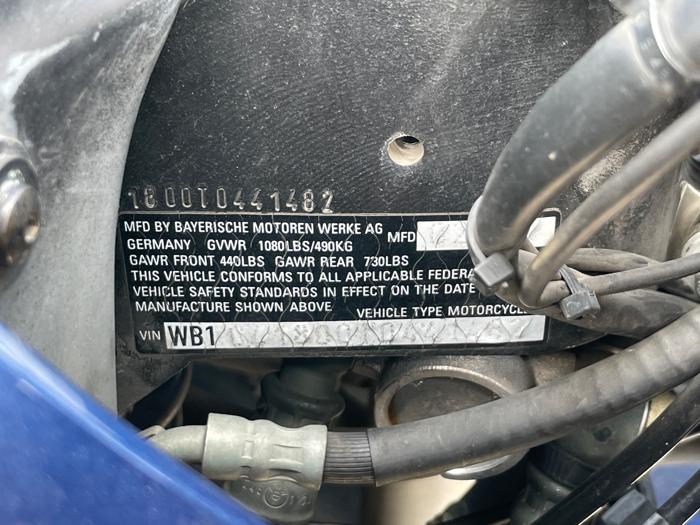 1800T0441482
MFD BY BAYERISCHE MOTOREN WERKE AG
GERMANY GVWR 1080LBS/490KG MFD
GAWR FRONT 440LBS GAWR REAR 730LBS
THIS VEHICLE CONFORMS TO ALL APPLICABLE FEDERA
VEHICLE SAFETY STANDARDS IN EFFECT ON THE DATE
MANUFACTURE SHOWN ABOVE. VEHICLE TYPE MOTORCYCLE
VIN WB1